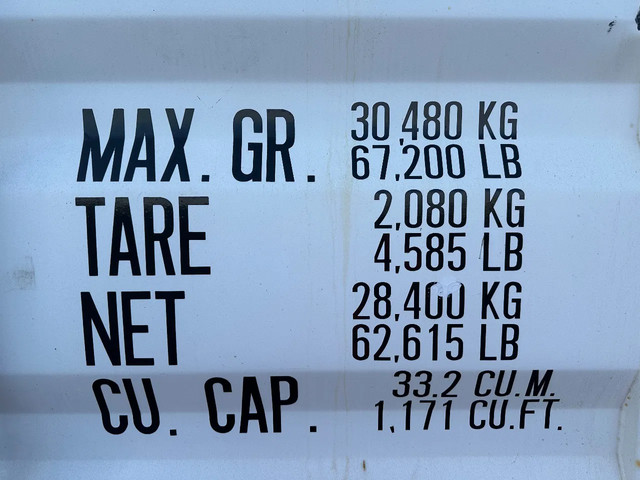 MAX. GR. 30,480 KG
67,200 LB
TARE 2,080 KG
4,585 LB
NET 28,400 KG
62,615 LB
CU. CAP. 33.2 CU.M.
1,171 CU.FT.